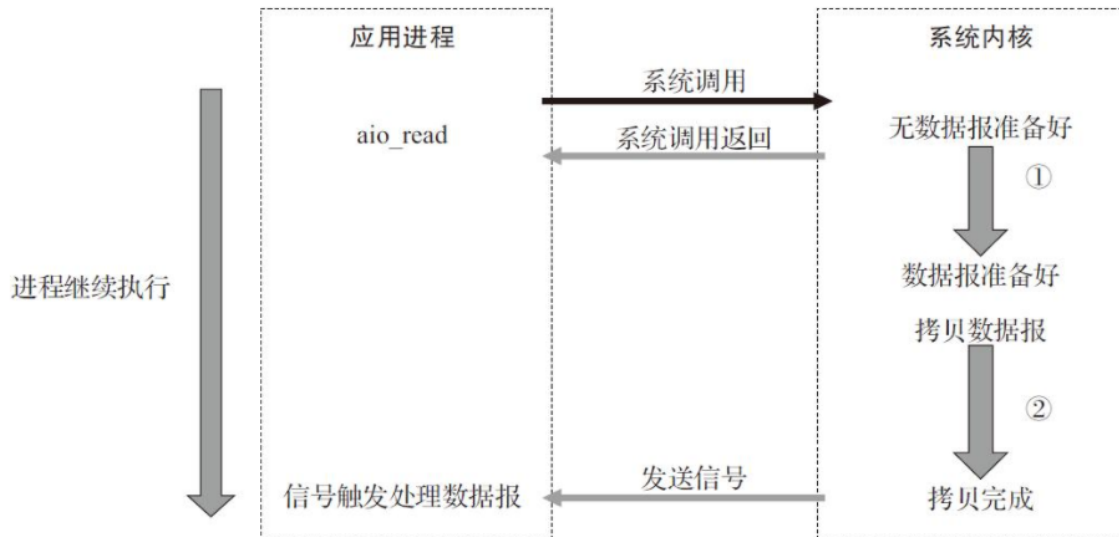 应用进程
系统内核
系统调用
aio_read
系统调用返回
无数据报准备好
①
进程继续执行
数据报准备好
拷贝数据报
②
信号触发处理数据报
发送信号
拷贝完成